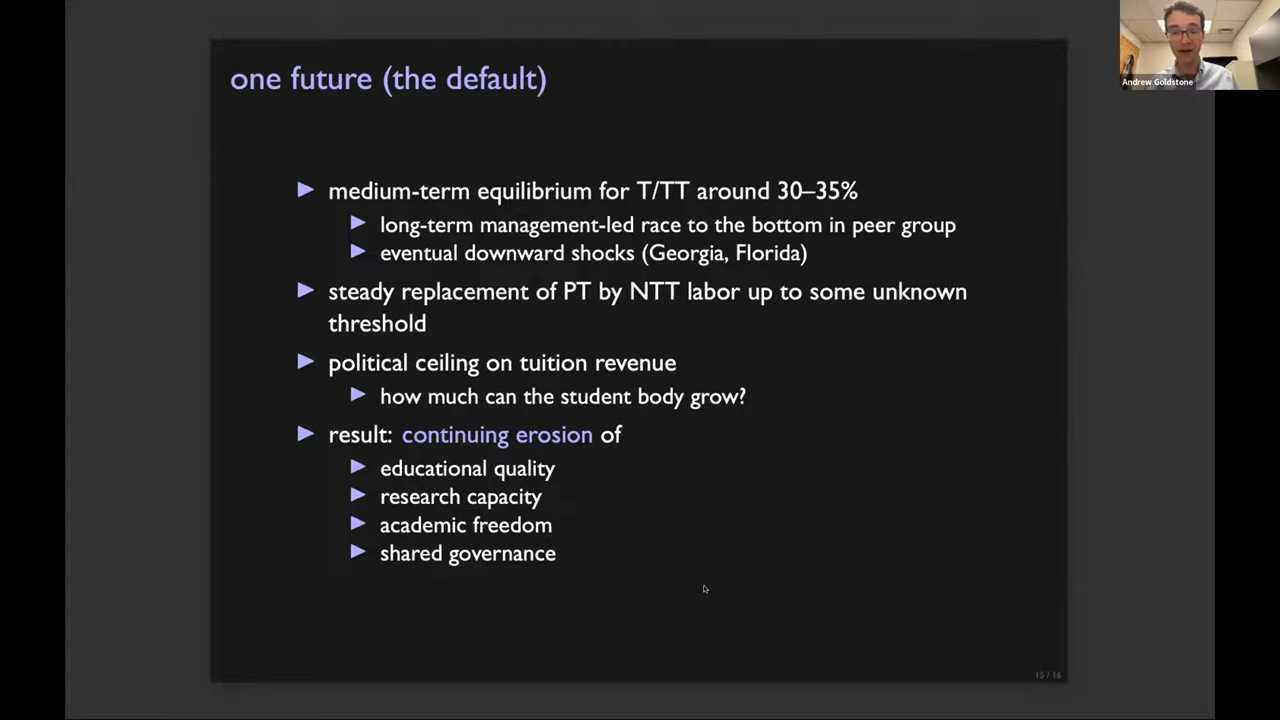 one future (the default)
Andrew Goldstone
medium-term equilibrium for T/TT around 30–35%
long-term management-led race to the bottom in peer group
eventual downward shocks (Georgia, Florida)
steady replacement of PT by NTT labor up to some unknown
threshold
political ceiling on tuition revenue
how much can the student body grow?
result: continuing erosion of
educational quality
research capacity
academic freedom
shared governance
15 / 16